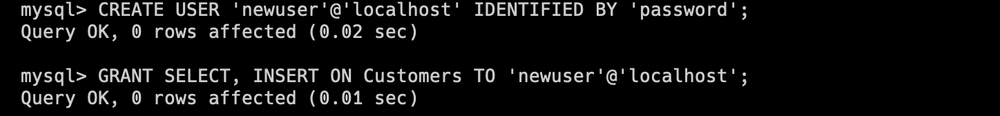 mysql> CREATE USER 'newuser'@'localhost' IDENTIFIED BY 'password';
Query OK, 0 rows affected (0.02 sec)
mysql> GRANT SELECT, INSERT ON Customers TO 'newuser'@'localhost';
Query OK, 0 rows affected (0.01 sec)